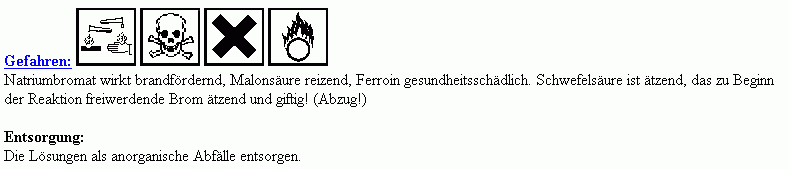 Gefahren:
Natriumbromat wirkt brandfördernd, Malonsäure reizend, Ferroin gesundheitsschädlich. Schwefelsäure ist ätzend, das zu Beginn
der Reaktion freiwerdende Brom ätzend und giftig! (Abzug!)
Entsorgung:
Die Lösungen als anorganische Abfälle entsorgen.